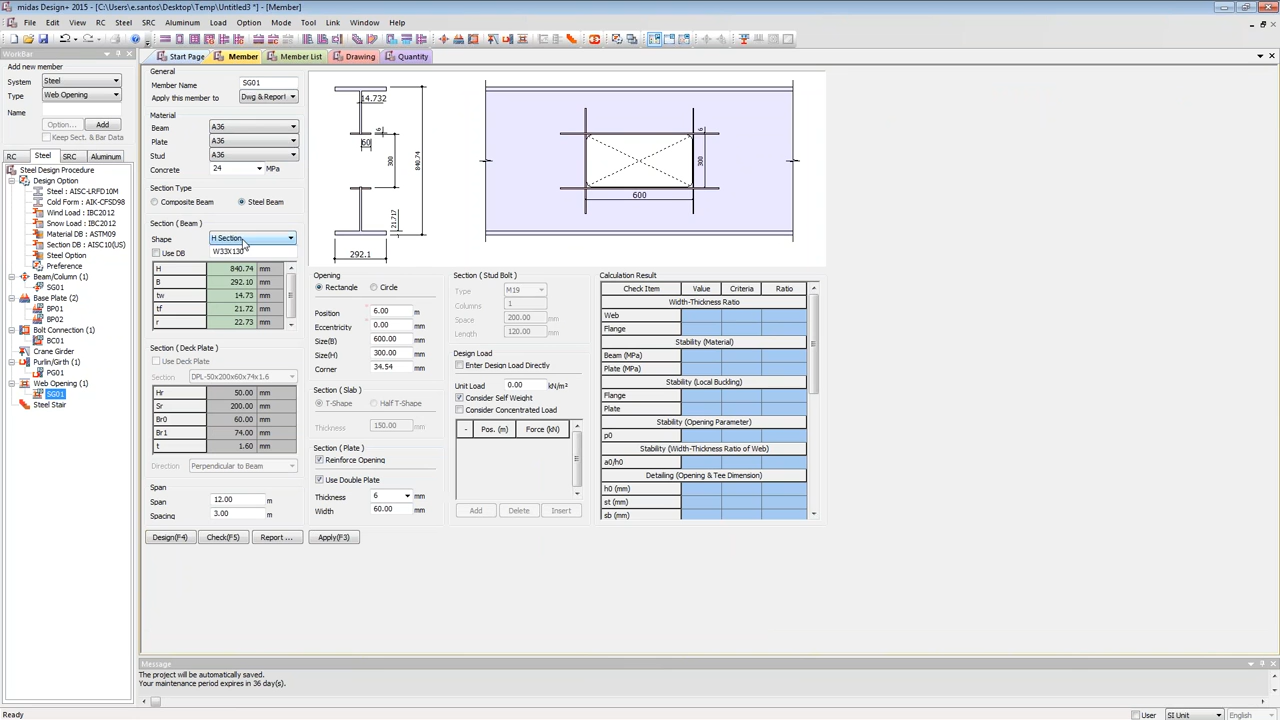 midas Design+ 2015 - [C:\Users\e.santos\Desktop\Temp\Untitled3 *] - [Member]
File Edit View RC Steel SRC Aluminum Load Option Mode Tool Link Window Help
WorkBar
Start Page Member Member List Drawing Quantity
Add new member
System Steel
Type Web Opening
Name
Option... Add
Keep Sect. & Bar Data
RC Steel SRC Aluminum
Steel Design Procedure
Design Option
Steel : AISC-LRFD10M
Cold Form : AIK-CFSD98
Wind Load : IBC2012
Snow Load : IBC2012
Material DB : ASTM09
Section DB : AISC10(US)
Steel Option
Preference
Beam/Column (1)
SG01
Base Plate (2)
BP01
BP02
Bolt Connection (1)
BC01
Crane Girder
Purlin/Girth (1)
PG01
Web Opening (1)
SG01
Steel Stair
General
Member Name SG01
Apply this member to Dwg & Report
Material
Beam A36
Plate A36
Stud A36
Concrete 24 MPa
Section Type
Composite Beam Steel Beam
Section ( Beam )
Shape H Section
Use DB W33X130
H 840.74 mm
B 292.10 mm
tw 14.73 mm
tf 21.72 mm
r 22.73 mm
Section ( Deck Plate )
Use Deck Plate
Section DPL-50x200x60x74x1.6
Hr 50.00 mm
Sr 200.00 mm
Br0 60.00 mm
Br1 74.00 mm
t 1.60 mm
Direction Perpendicular to Beam
Span
Span 12.00 m
Spacing 3.00 m
Design(F4) Check(F5) Report ... Apply(F3)
14.732
6
60
300
840.74
21.717
292.1
6
300
600
Opening
Rectangle Circle
Position 6.00 m
Eccentricity 0.00 mm
Size(B) 600.00 mm
Size(H) 300.00 mm
Corner 34.54 mm
Section ( Slab )
T-Shape Half T-Shape
Thickness 150.00 mm
Section ( Plate )
Reinforce Opening
Use Double Plate
Thickness 6 mm
Width 60.00 mm
Section ( Stud Bolt )
Type M19
Columns 1
Space 200.00 mm
Length 120.00 mm
Design Load
Enter Design Load Directly
Unit Load 0.00 kN/m²
Consider Self Weight
Consider Concentrated Load
- Pos. (m) Force (kN)
Add Delete Insert
Calculation Result
Check Item Value Criteria Ratio
Width-Thickness Ratio
Web
Flange
Stability (Material)
Beam (MPa)
Plate (MPa)
Stability (Local Buckling)
Flange
Plate
Stability (Opening Parameter)
p0
Stability (Width-Thickness Ratio of Web)
a0/h0
Detailing (Opening & Tee Dimension)
h0 (mm)
st (mm)
sb (mm)
Message
The project will be automatically saved.
Your maintenance period expires in 36 day(s).
Ready User SI Unit English